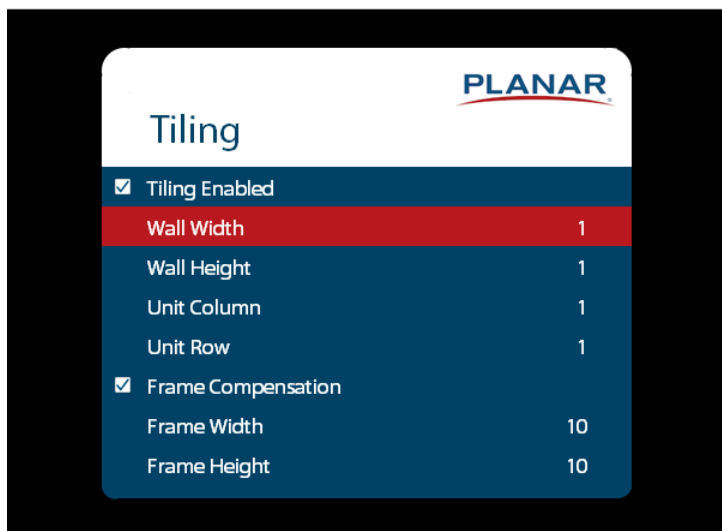 PLANAR
Tiling
Tiling Enabled
Wall Width 1
Wall Height 1
Unit Column 1
Unit Row 1
Frame Compensation
Frame Width 10
Frame Height 10